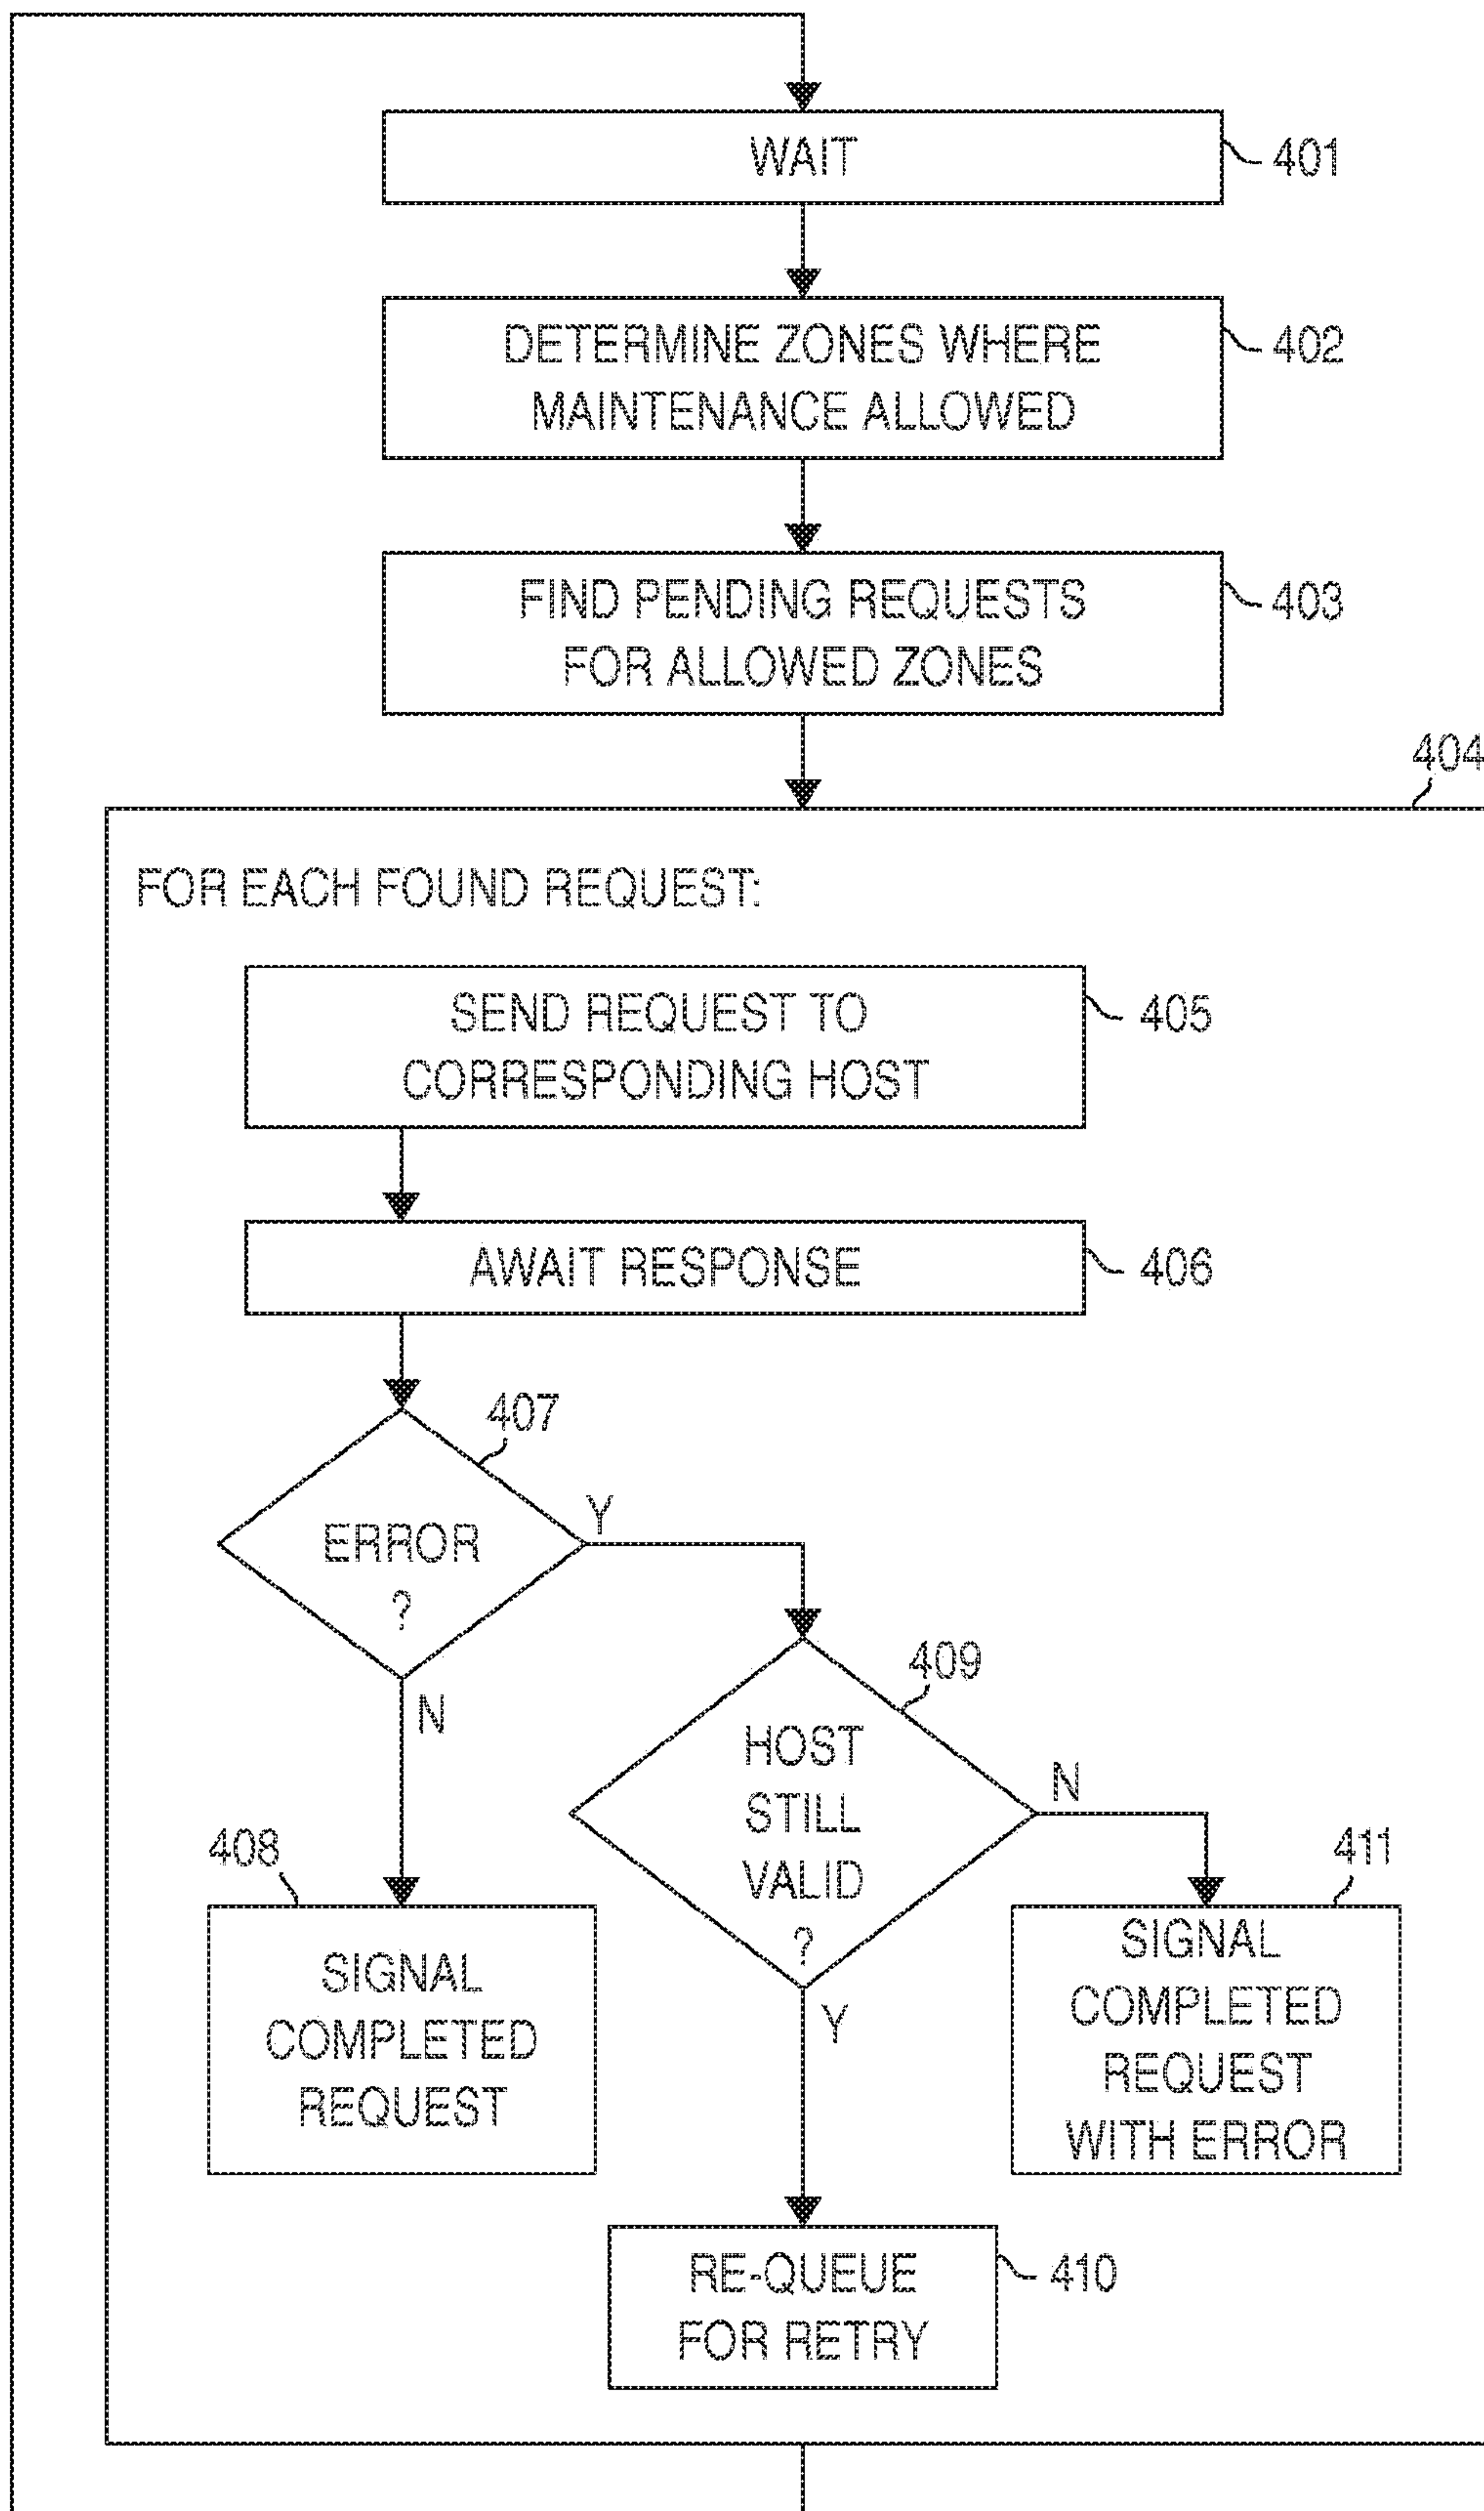 WAIT
401
DETERMINE ZONES WHERE
402
MAINTENANCE ALLOWED
FIND PENDING REQUESTS
403
FOR ALLOWED ZONES
404
FOR EACH FOUND REQUEST:
SEND REQUEST TO
405
CORRESPONDING HOST
AWAIT RESPONSE
406
407
ERROR
?
Y
N
409
HOST
STILL
VALID
?
N
Y
408
SIGNAL
COMPLETED
REQUEST
411
SIGNAL
COMPLETED
REQUEST
WITH ERROR
RE-QUEUE
410
FOR RETRY